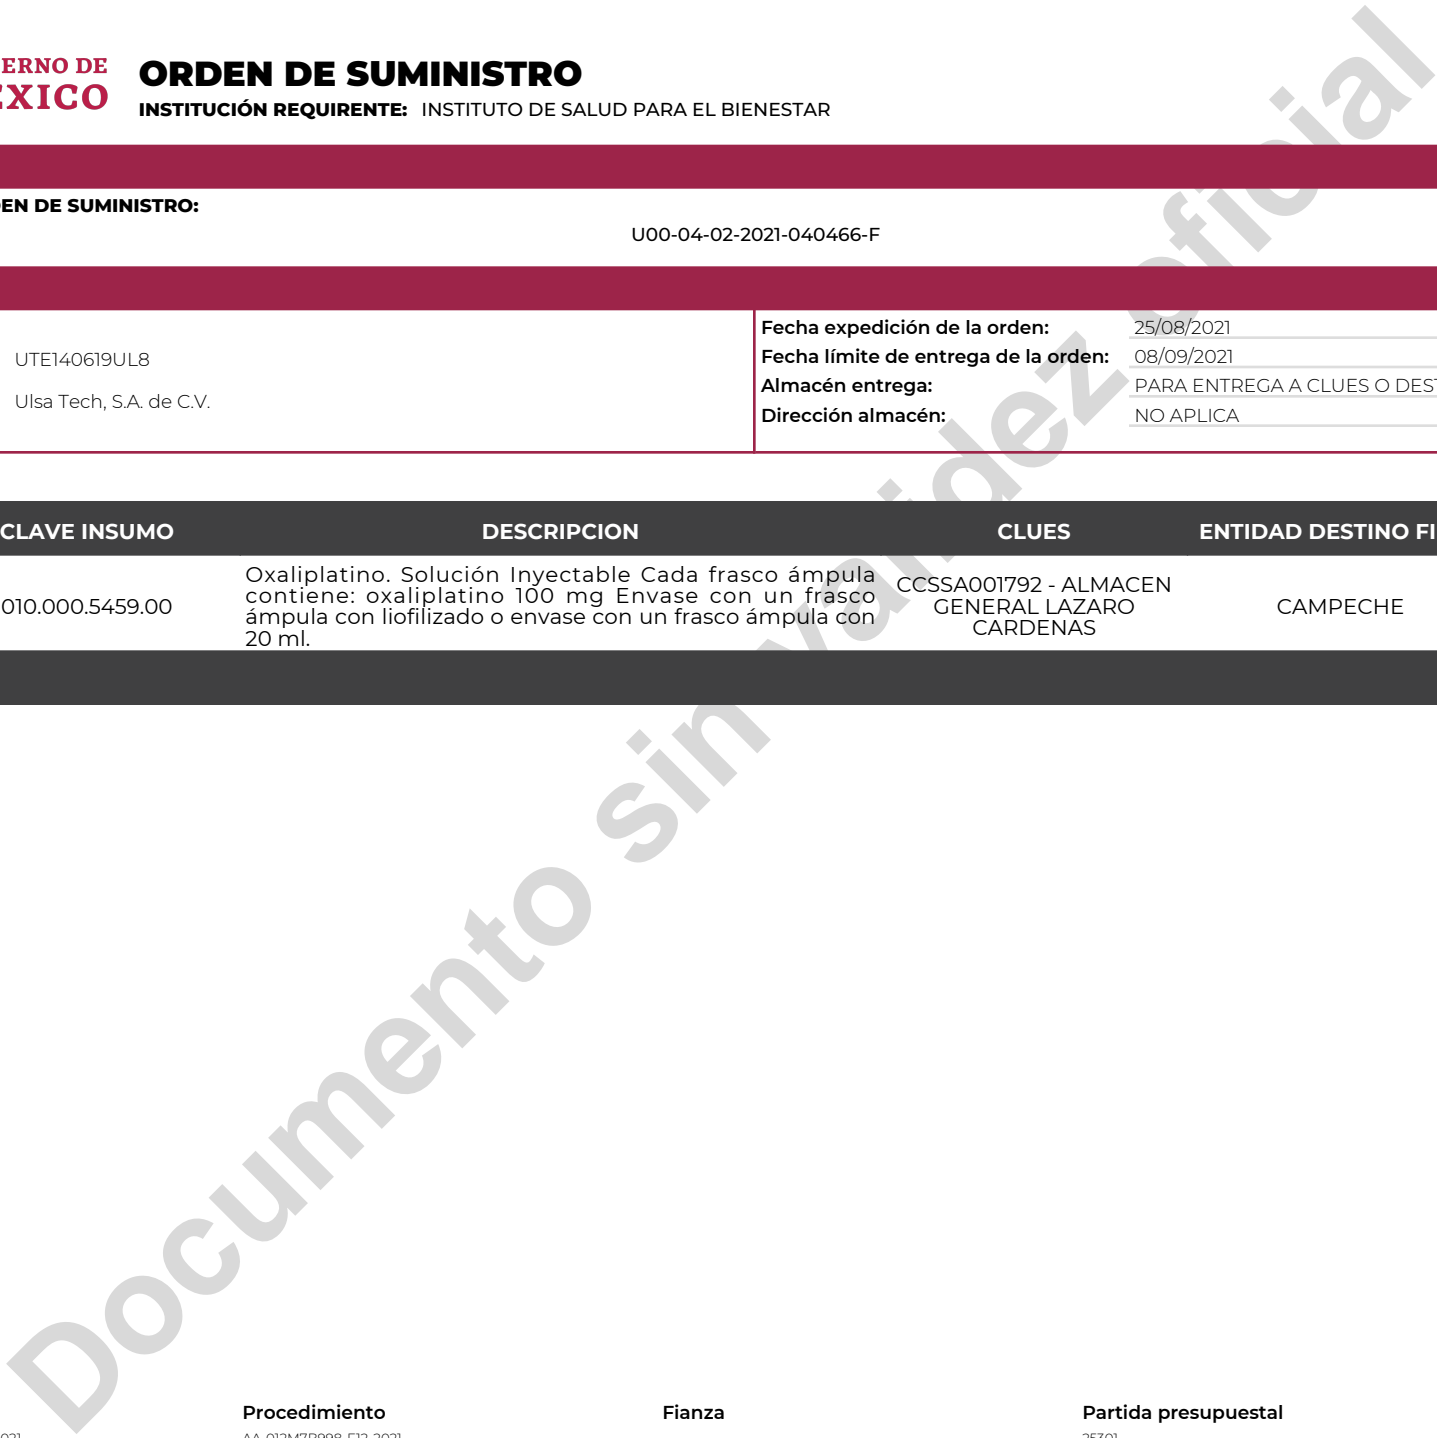 ERNO DE
ÉXICO
ORDEN DE SUMINISTRO
INSTITUCIÓN REQUIRENTE: INSTITUTO DE SALUD PARA EL BIENESTAR
EN DE SUMINISTRO:
U00-04-02-2021-040466-F
UTE140619UL8
Ulsa Tech, S.A. de C.V.
Fecha expedición de la orden: 25/08/2021
Fecha límite de entrega de la orden: 08/09/2021
Almacén entrega: PARA ENTREGA A CLUES O DEST
Dirección almacén: NO APLICA
CLAVE INSUMO DESCRIPCION CLUES ENTIDAD DESTINO FI
010.000.5459.00
Oxaliplatino. Solución Inyectable Cada frasco ámpula
contiene: oxaliplatino 100 mg Envase con un frasco
ámpula con liofilizado o envase con un frasco ámpula con
20 ml.
CCSSA001792 - ALMACEN
GENERAL LAZARO
CARDENAS
CAMPECHE
Documento sin validez oficial
Procedimiento Fianza Partida presupuestal